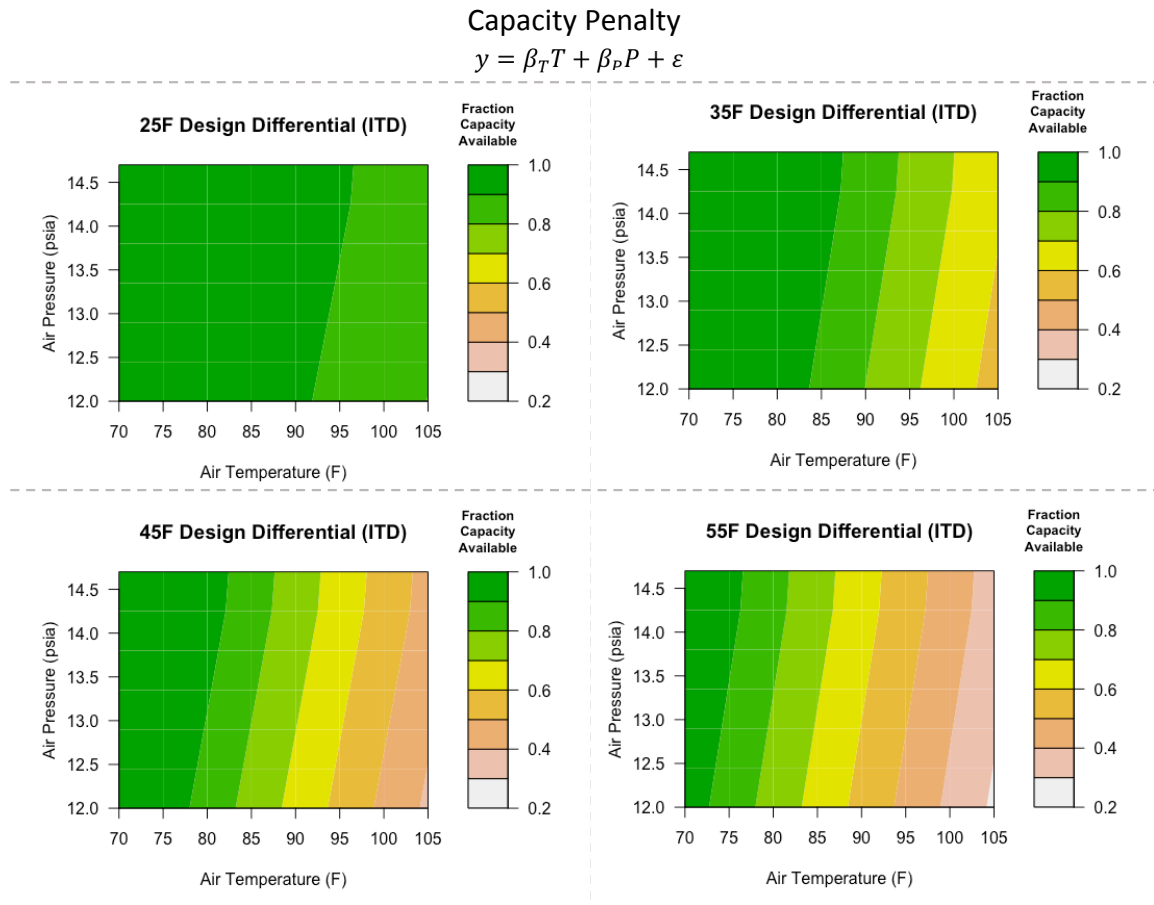 Capacity Penalty
y = β_T T + β_P P + ε
25F Design Differential (ITD)
Fraction
Capacity
Available
Air Pressure (psia)
14.5
14.0
13.5
13.0
12.5
12.0
70 75 80 85 90 95 100 105
Air Temperature (F)
1.0
0.8
0.6
0.4
0.2
35F Design Differential (ITD)
Fraction
Capacity
Available
Air Pressure (psia)
14.5
14.0
13.5
13.0
12.5
12.0
70 75 80 85 90 95 100 105
Air Temperature (F)
1.0
0.8
0.6
0.4
0.2
45F Design Differential (ITD)
Fraction
Capacity
Available
Air Pressure (psia)
14.5
14.0
13.5
13.0
12.5
12.0
70 75 80 85 90 95 100 105
Air Temperature (F)
1.0
0.8
0.6
0.4
0.2
55F Design Differential (ITD)
Fraction
Capacity
Available
Air Pressure (psia)
14.5
14.0
13.5
13.0
12.5
12.0
70 75 80 85 90 95 100 105
Air Temperature (F)
1.0
0.8
0.6
0.4
0.2